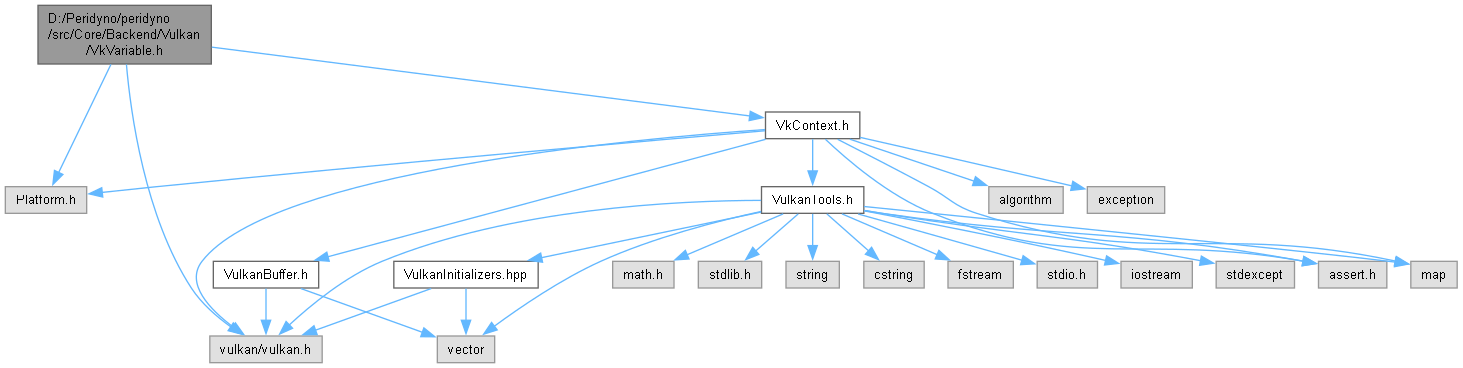 D:/Peridyno/peridyno
/src/Core/Backend/Vulkan
/VkVariable.h
VkContext.h
Platform.h
VulkanTools.h
algorithm
exception
VulkanBuffer.h
VulkanInitializers.hpp
math.h
stdlib.h
string
cstring
fstream
stdio.h
iostream
stdexcept
assert.h
map
vulkan/vulkan.h
vector